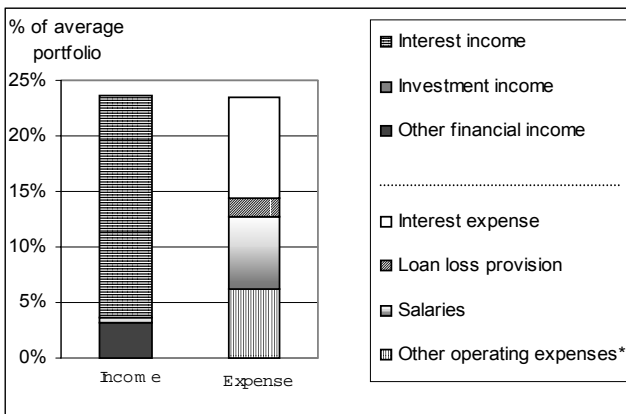 % of average
portfolio
25%
20%
15%
10%
5%
0%
Income
Expense
Interest income
Investment income
Other financial income
Interest expense
Loan loss provision
Salaries
Other operating expenses*